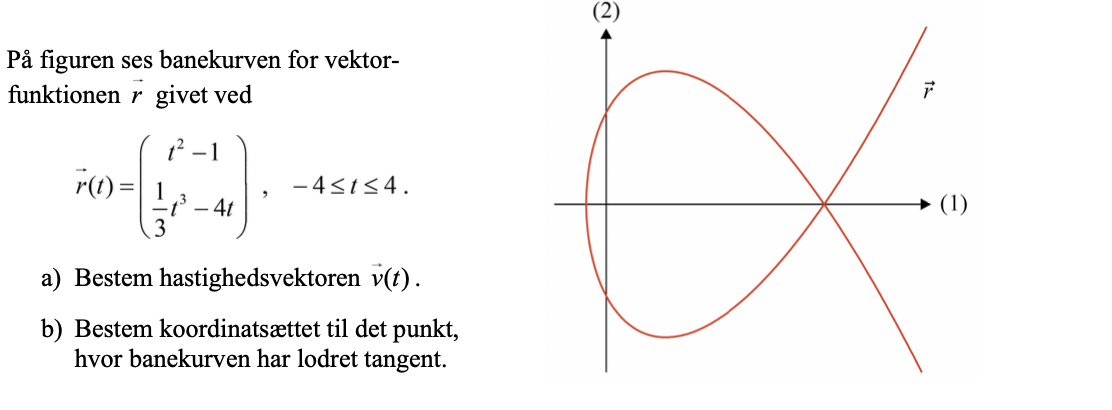 (2)
På figuren ses banekurven for vektor-
funktionen r⃗ givet ved
r⃗
r⃗(t) = ( t² – 1
1/3 t³ – 4t ) , – 4 ≤ t ≤ 4 .
(1)
a) Bestem hastighedsvektoren v⃗(t) .
b) Bestem koordinatsættet til det punkt,
hvor banekurven har lodret tangent.